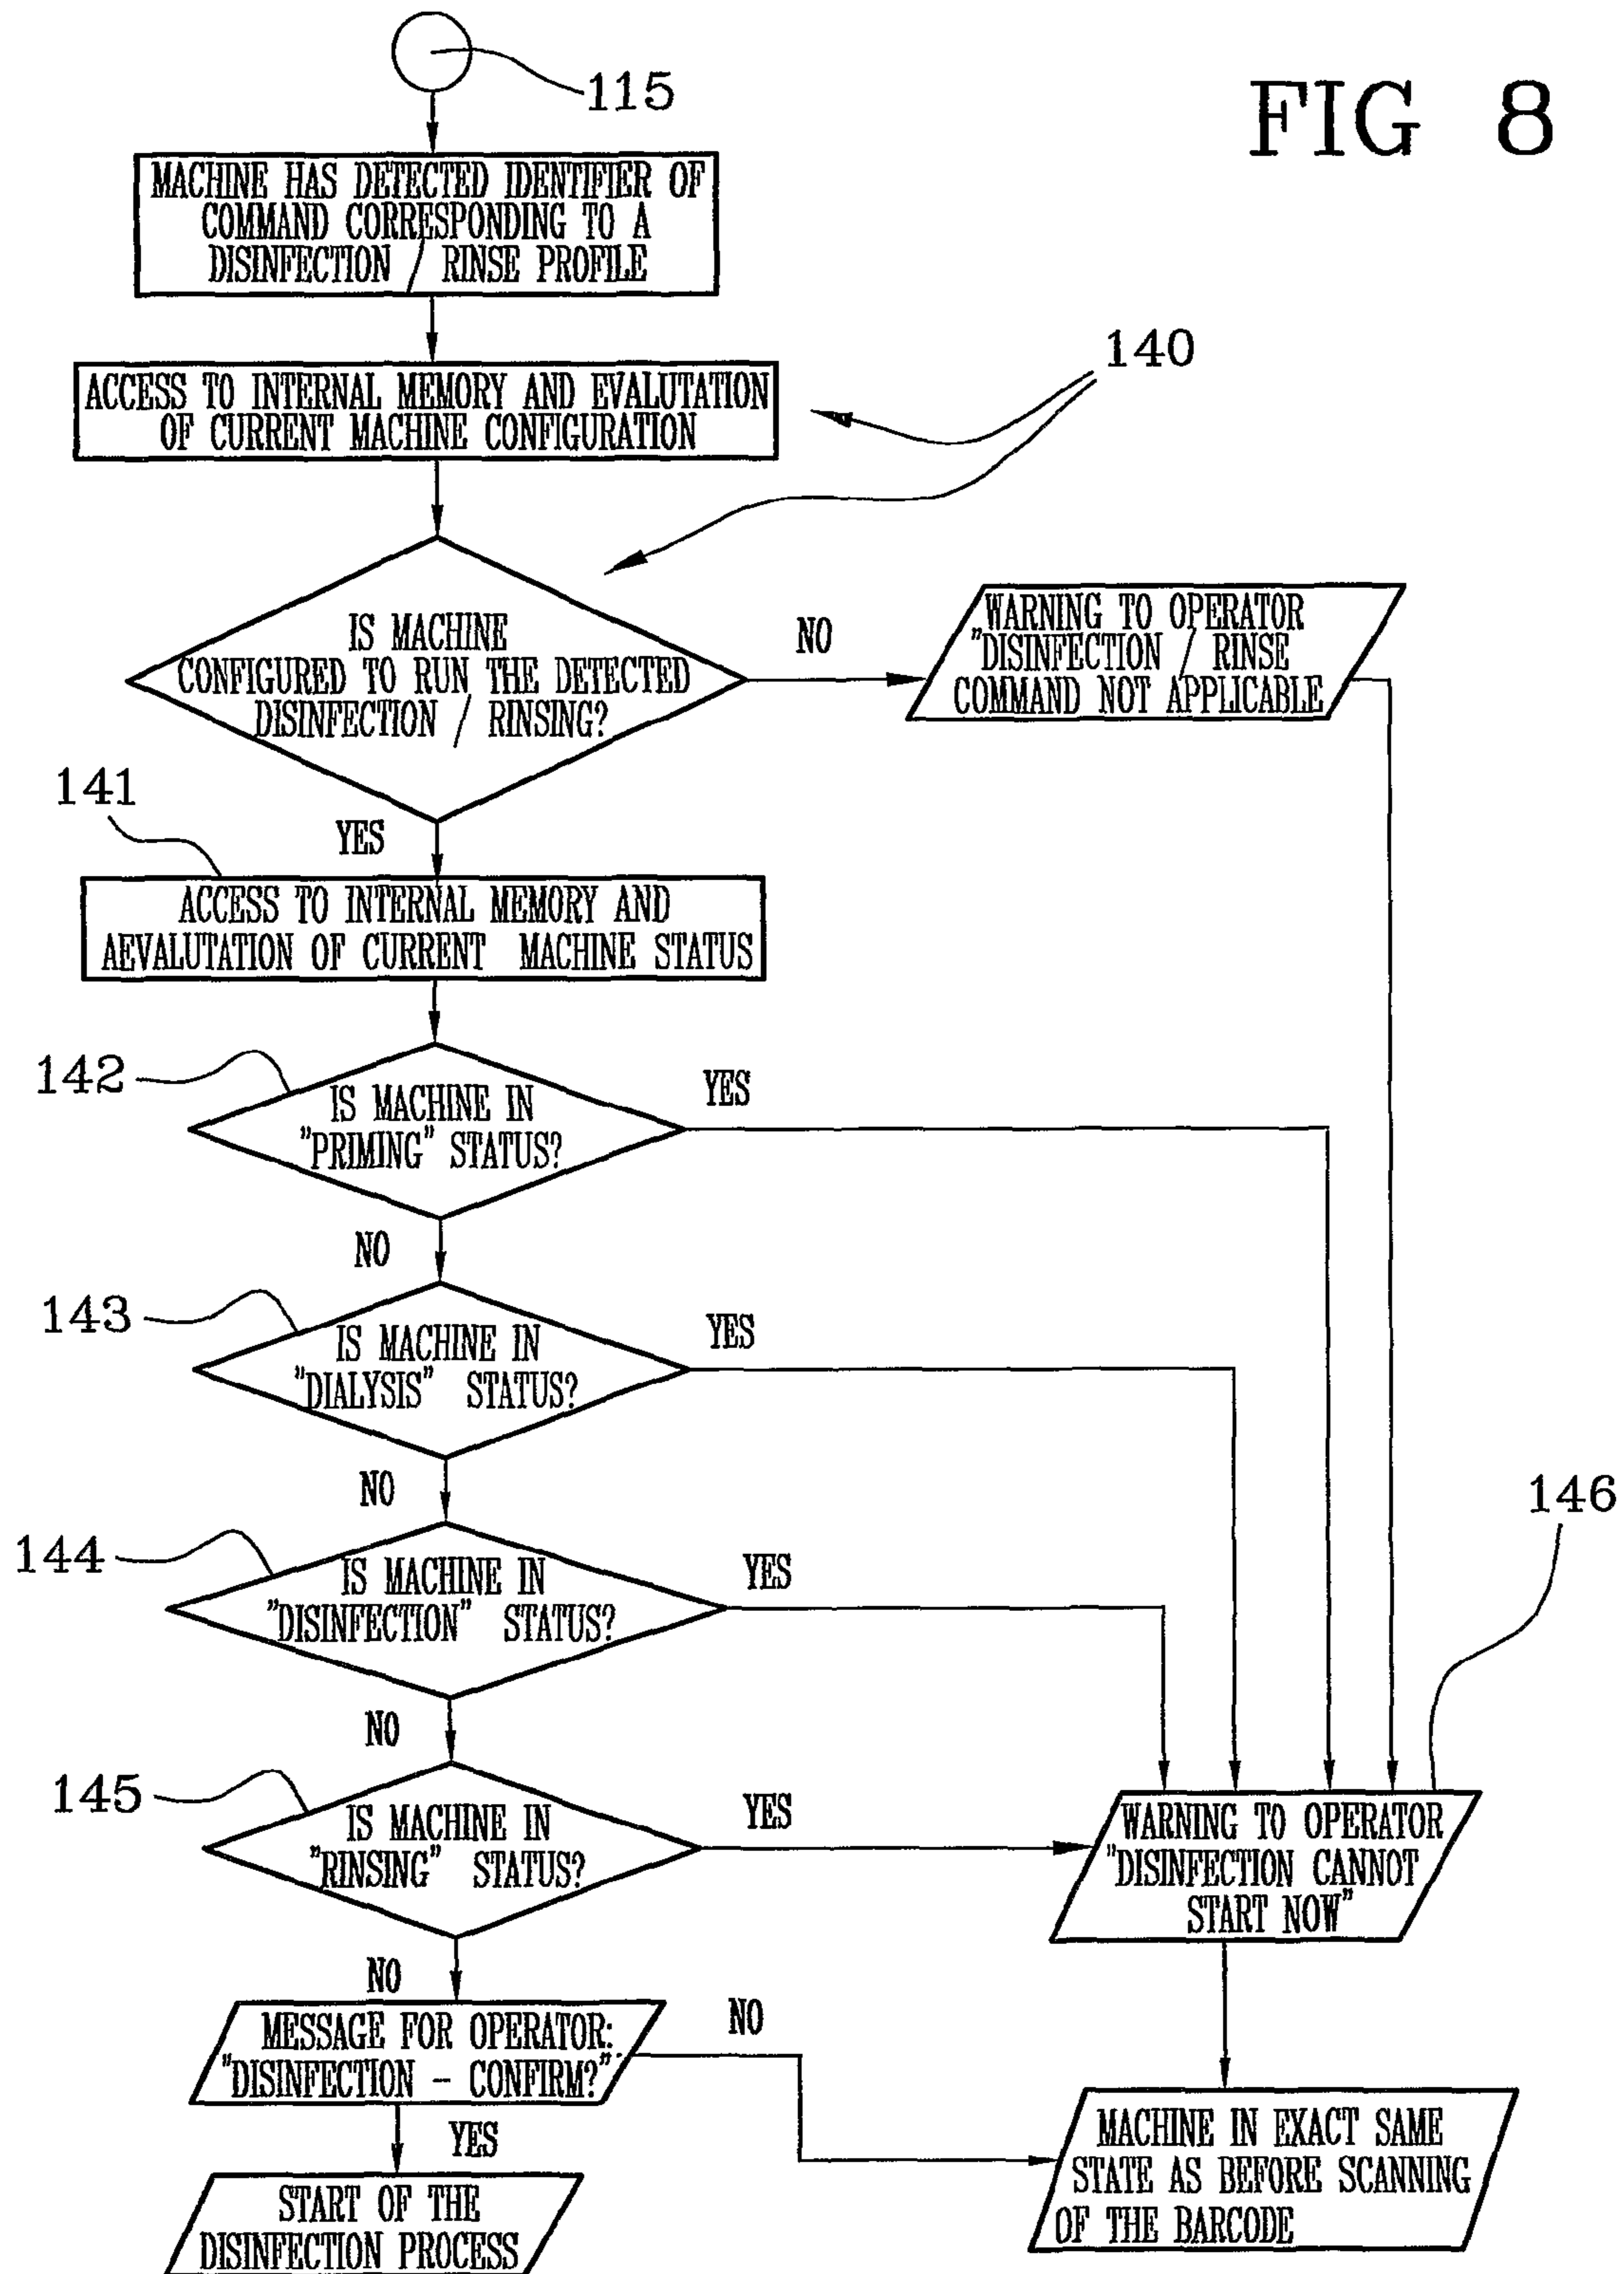 FIG 8
115
MACHINE HAS DETECTED IDENTIFIER OF
COMMAND CORRESPONDING TO A
DISINFECTION / RINSE PROFILE
140
ACCESS TO INTERNAL MEMORY AND EVALUTATION
OF CURRENT MACHINE CONFIGURATION
IS MACHINE
CONFIGURED TO RUN THE DETECTED
DISINFECTION / RINSING?
NO
WARNING TO OPERATOR
"DISINFECTION / RINSE
COMMAND NOT APPLICABLE
YES
141
ACCESS TO INTERNAL MEMORY AND
AEVALUTATION OF CURRENT MACHINE STATUS
142
IS MACHINE IN
"PRIMING" STATUS?
YES
NO
143
IS MACHINE IN
"DIALYSIS" STATUS?
YES
NO
144
IS MACHINE IN
"DISINFECTION" STATUS?
YES
NO
145
IS MACHINE IN
"RINSING" STATUS?
YES
146
WARNING TO OPERATOR
"DISINFECTION CANNOT
START NOW"
NO
MESSAGE FOR OPERATOR:
"DISINFECTION - CONFIRM?"
NO
YES
MACHINE IN EXACT SAME
STATE AS BEFORE SCANNING
OF THE BARCODE
START OF THE
DISINFECTION PROCESS